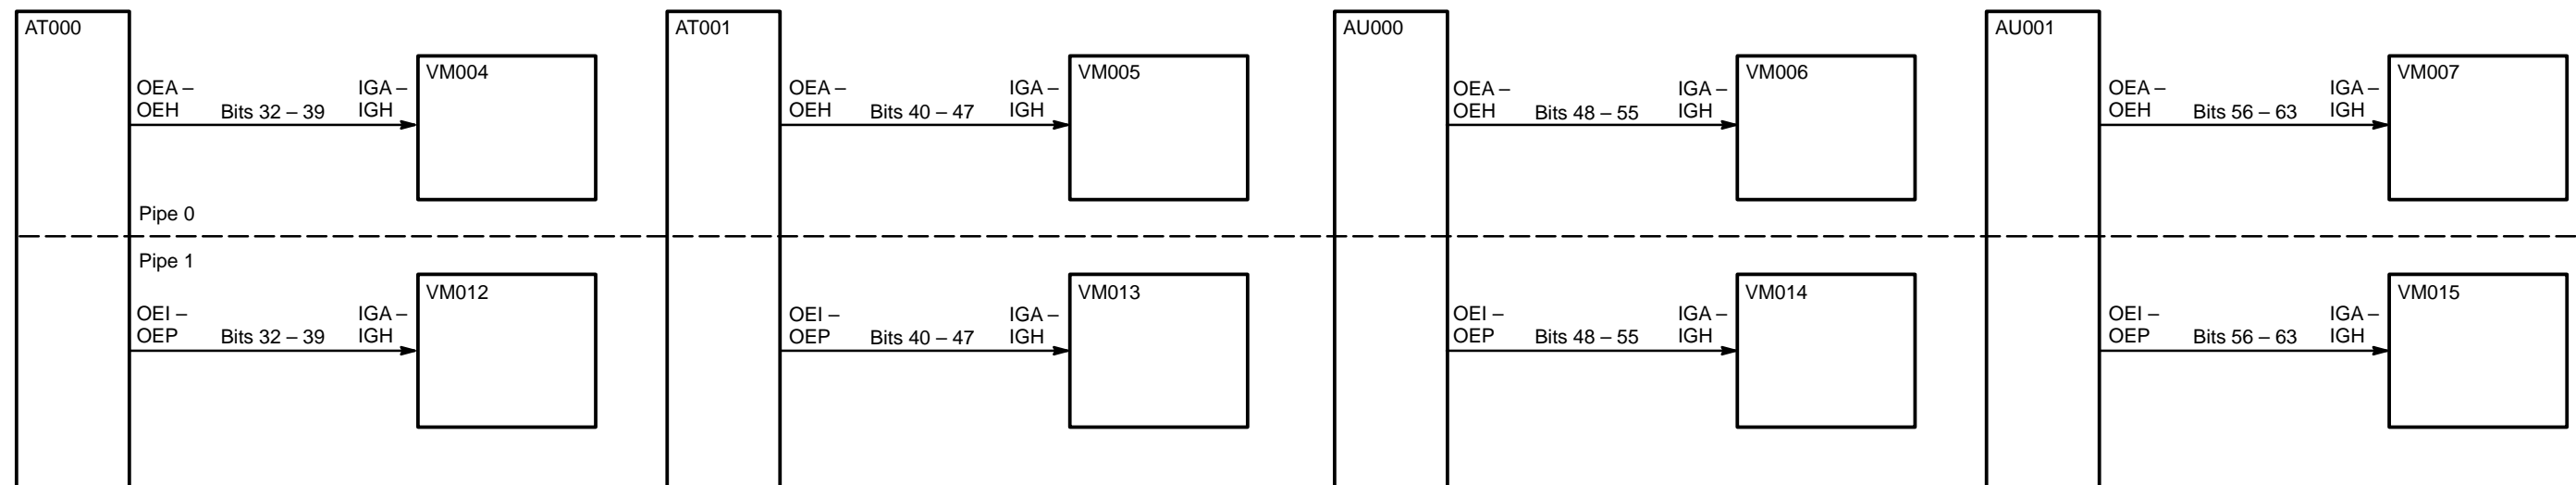 AT000
AT001
AU000
AU001
VM004
VM005
VM006
VM007
OEA –
OEH
Bits 32 – 39
IGA –
IGH
OEA –
OEH
Bits 40 – 47
IGA –
IGH
OEA –
OEH
Bits 48 – 55
IGA –
IGH
OEA –
OEH
Bits 56 – 63
IGA –
IGH
Pipe 0
Pipe 1
VM012
VM013
VM014
VM015
OEI –
OEP
Bits 32 – 39
IGA –
IGH
OEI –
OEP
Bits 40 – 47
IGA –
IGH
OEI –
OEP
Bits 48 – 55
IGA –
IGH
OEI –
OEP
Bits 56 – 63
IGA –
IGH